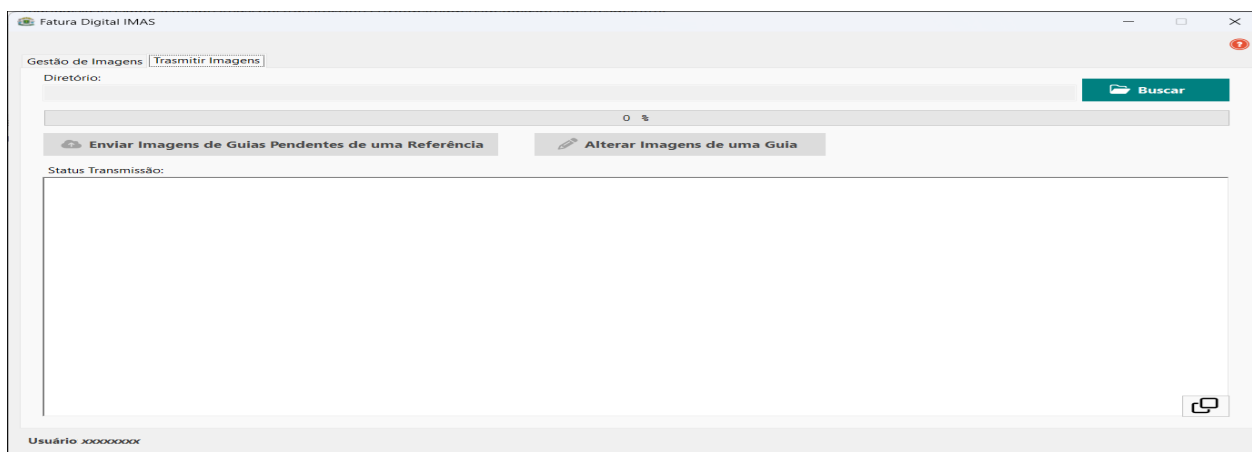 Fatura Digital IMAS
Gestão de Imagens Trasmitir Imagens
Diretório:
Buscar
0 %
Enviar Imagens de Guias Pendentes de uma Referência Alterar Imagens de uma Guia
Status Transmissão:
Usuário xxxxxxxx